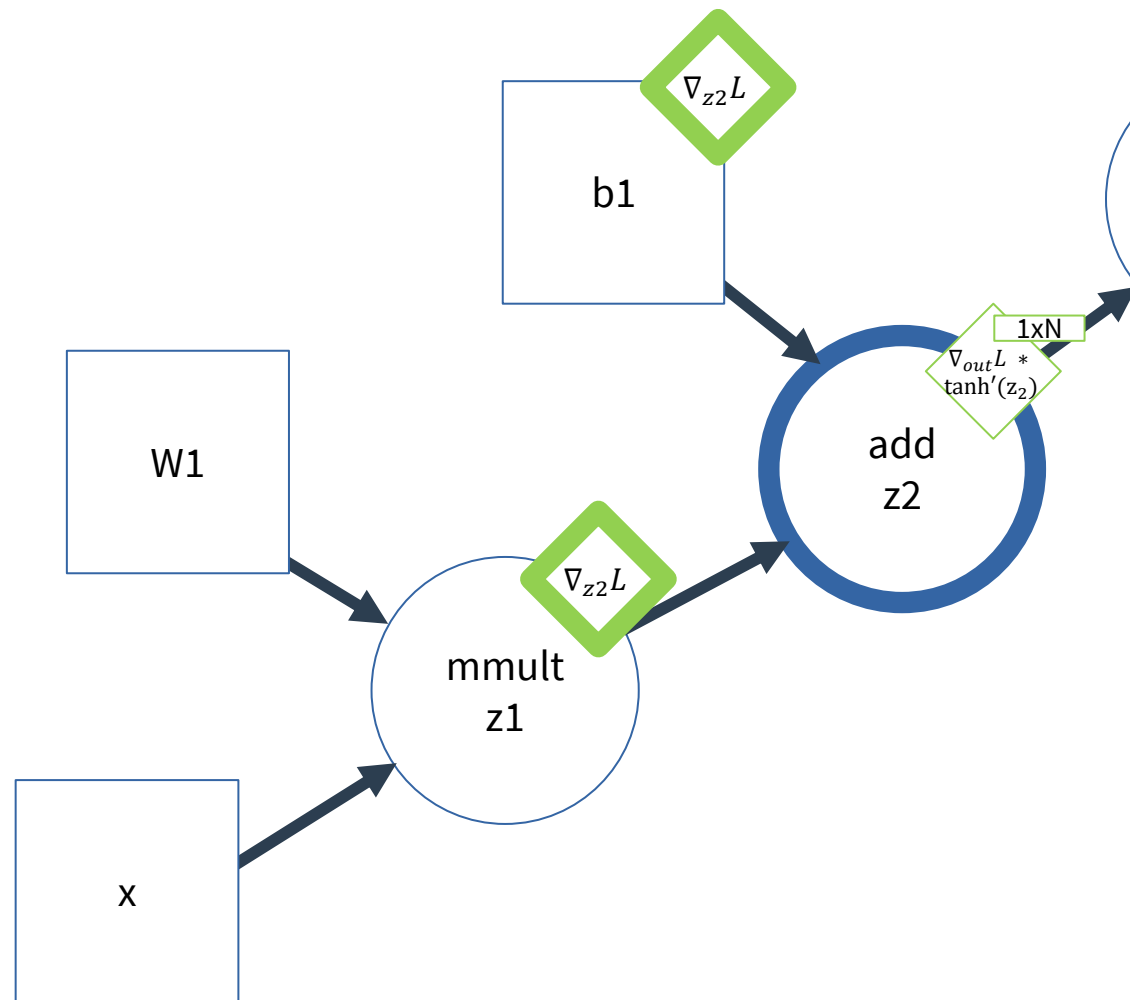 ∇z2L
b1
1xN
∇outL *
tanh′(z2)
W1
add
z2
∇z2L
mmult
z1
x